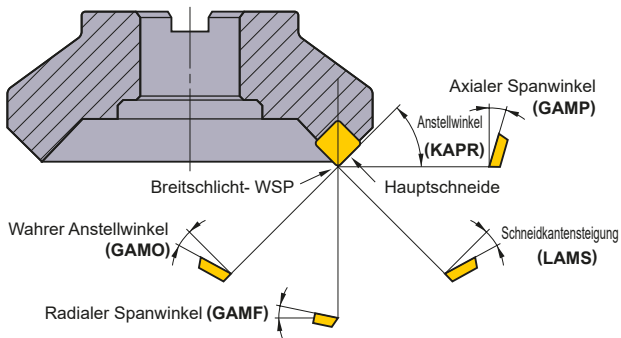 Axialer Spanwinkel
(GAMP)
Anstellwinkel
(KAPR)
Breitschlicht- WSP
Hauptschneide
Wahrer Anstellwinkel
(GAMO)
Schneidkantensteigung
(LAMS)
Radialer Spanwinkel (GAMF)